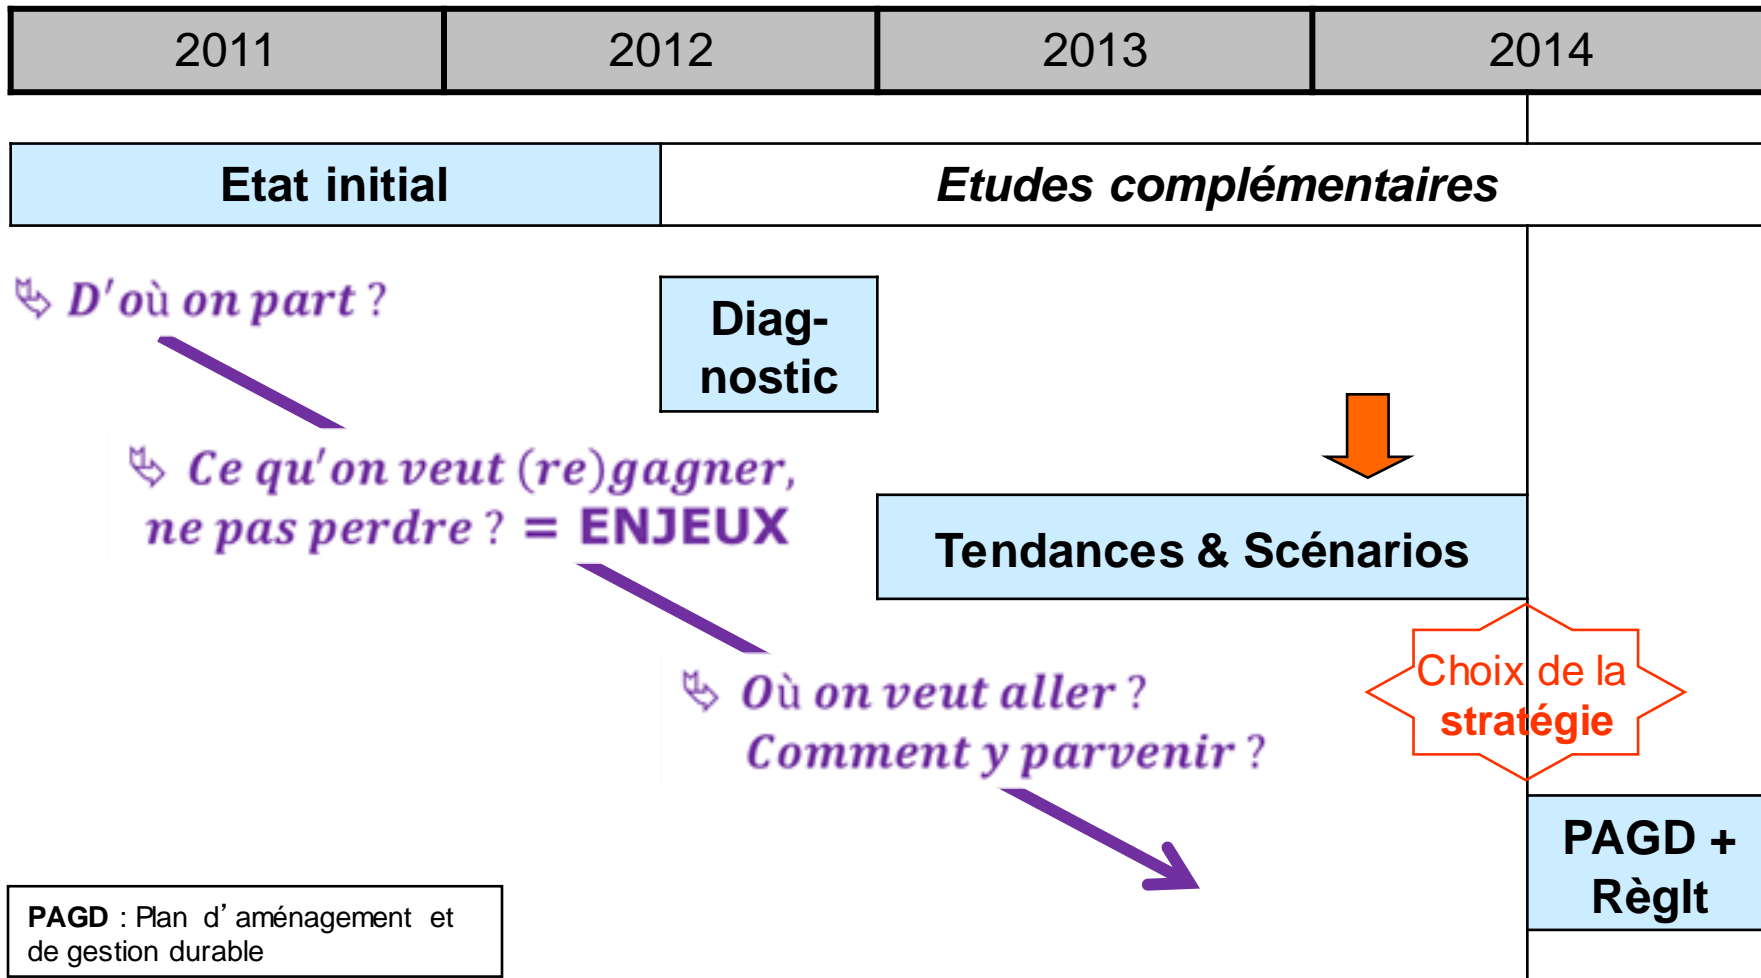 2011 2012 2013 2014
Etat initial
Etudes complémentaires
D'où on part ?
Diag-
nostic
Ce qu'on veut (re)gagner,
ne pas perdre ? = ENJEUX
Tendances & Scénarios
Où on veut aller ?
Comment y parvenir ?
Choix de la
stratégie
PAGD +
Règlt
PAGD : Plan d'aménagement et
de gestion durable